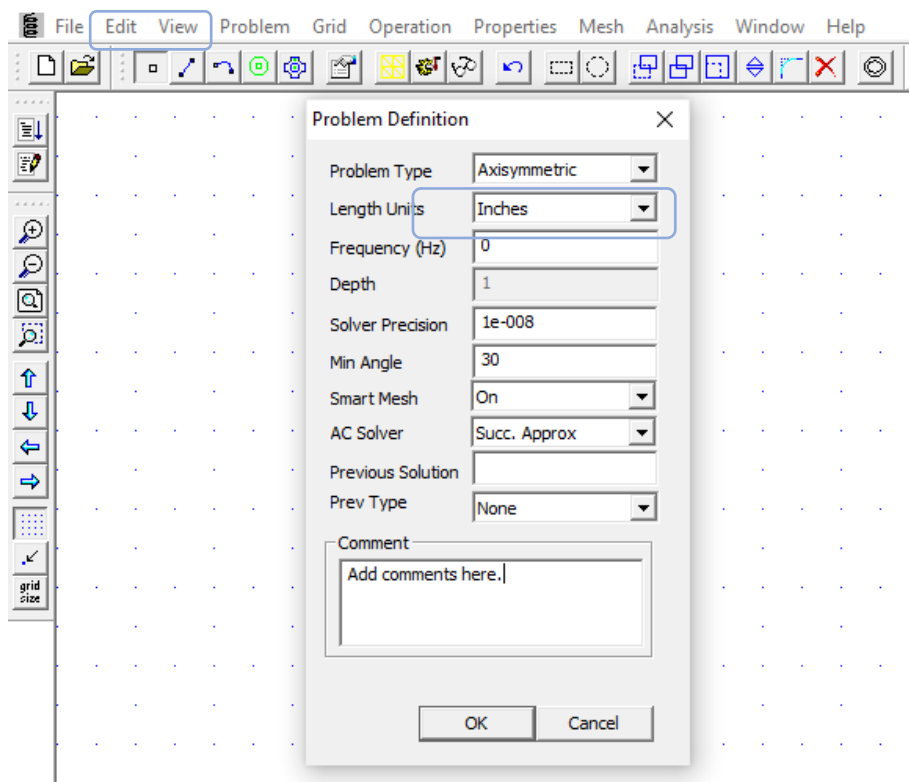 File Edit View Problem Grid Operation Properties Mesh Analysis Window Help
Problem Definition
Problem Type Axisymmetric
Length Units Inches
Frequency (Hz) 0
Depth 1
Solver Precision 1e-008
Min Angle 30
Smart Mesh On
AC Solver Succ. Approx
Previous Solution
Prev Type None
Comment
Add comments here.
grid
size
OK Cancel